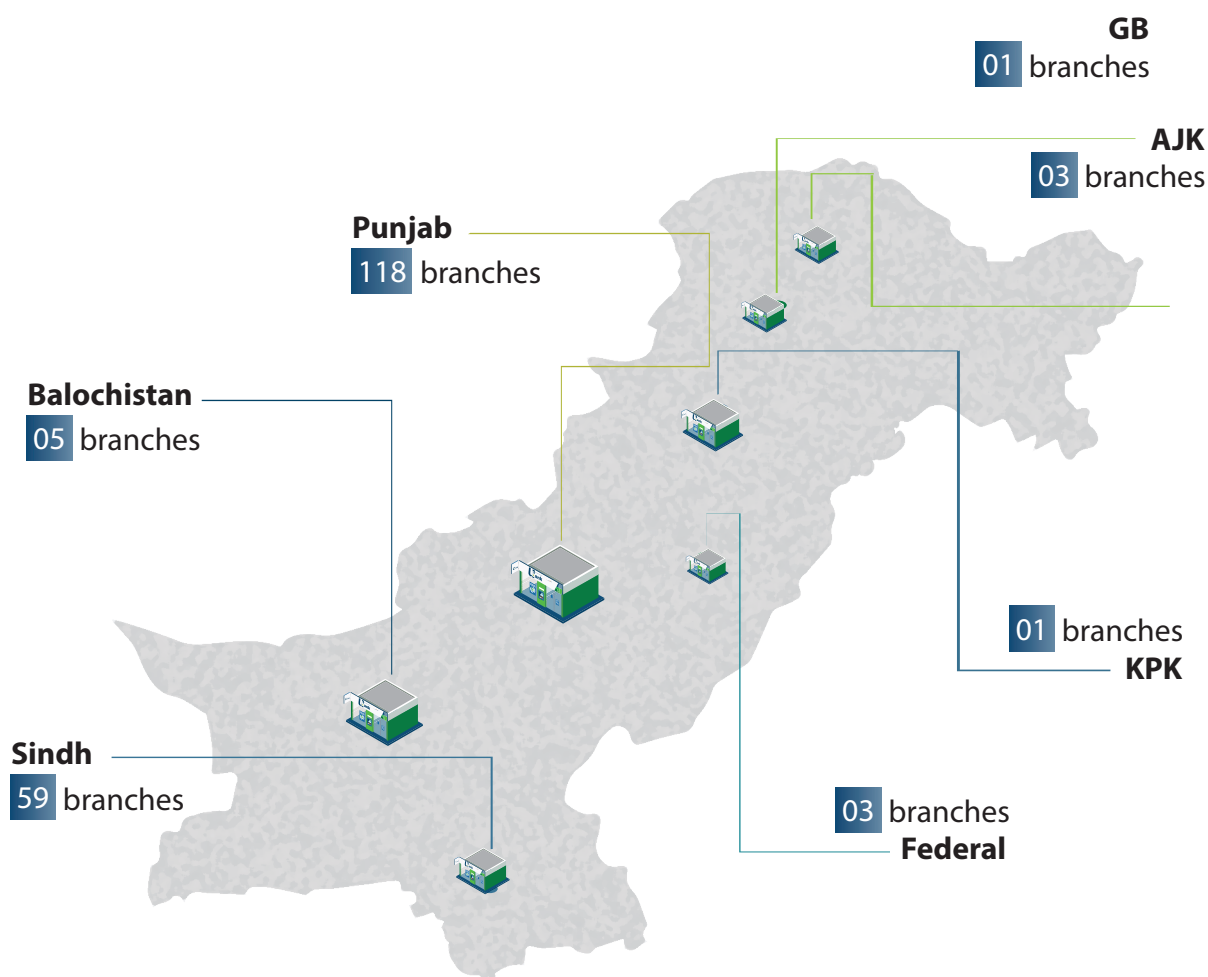 GB
01 branches
AJK
03 branches
Punjab
118 branches
Balochistan
05 branches
01 branches
KPK
Sindh
59 branches
03 branches
Federal